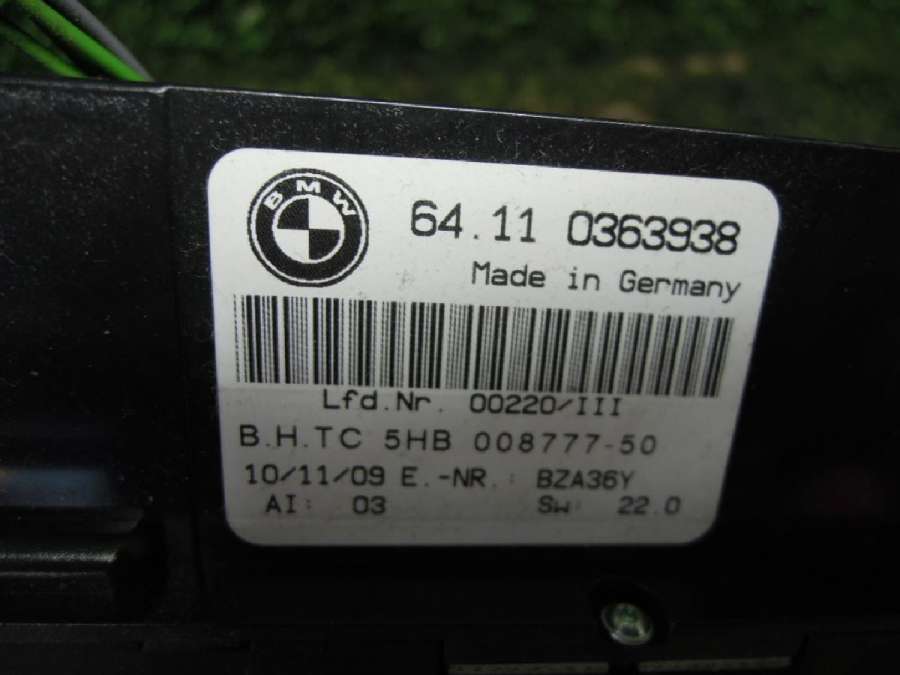 BMW
64.11 0363938
Made in Germany
Lfd.Nr. 00220/III
B.H.TC 5HB 008777-50
10/11/09 E.-NR.: BZA36Y
AI: 03 Sw: 22.0